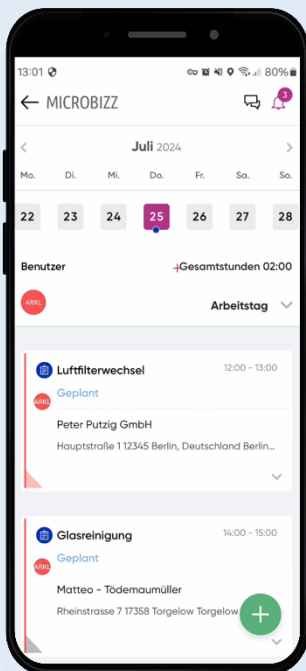 13:01 80%
← MICROBIZZ 3
< Juli 2024 >
Mo. Di. Mi. Do. Fr. Sa. So.
22 23 24 25 26 27 28
Benutzer +Gesamtstunden 02:00
ARKL Arbeitstag
Luftfilterwechsel 12:00 - 13:00
ARKL Geplant
Peter Putzig GmbH
Hauptstraße 1 12345 Berlin, Deutschland Berlin...
Glasreinigung 14:00 - 15:00
ARKL Geplant
Matteo - Tödemaumüller
Rheinstrasse 7 17358 Torgelow Torgelow
+